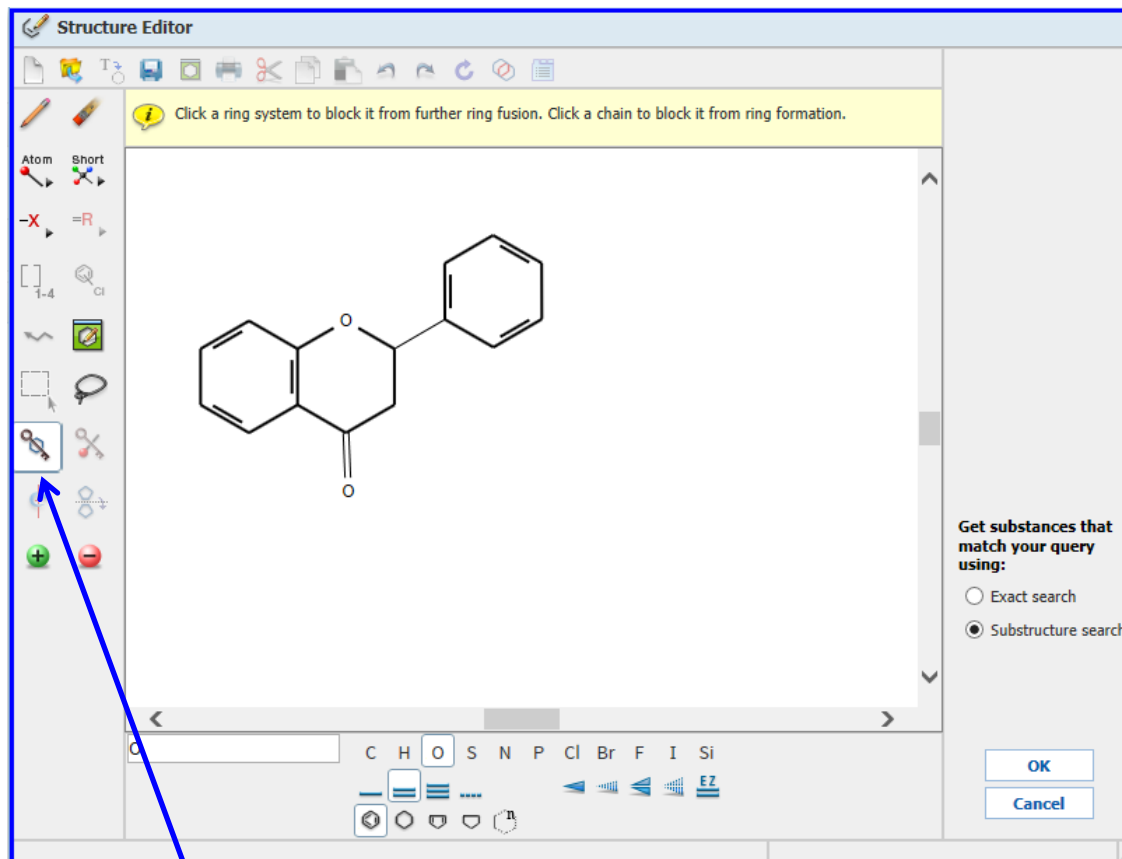 Structure Editor
T
Click a ring system to block it from further ring fusion. Click a chain to block it from ring formation.
Atom Short
-X =R
[ ] 1-4 Cl
O
O
Get substances that
match your query
using:
Exact search
Substructure search
O
C H O S N P Cl Br F I Si
EZ
n
OK
Cancel